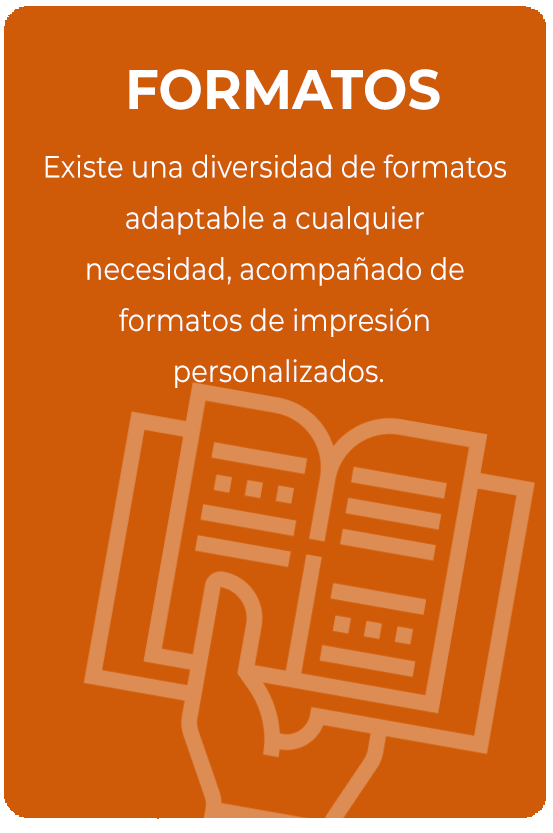 FORMATOS
Existe una diversidad de formatos
adaptable a cualquier
necesidad, acompañado de
formatos de impresión
personalizados.